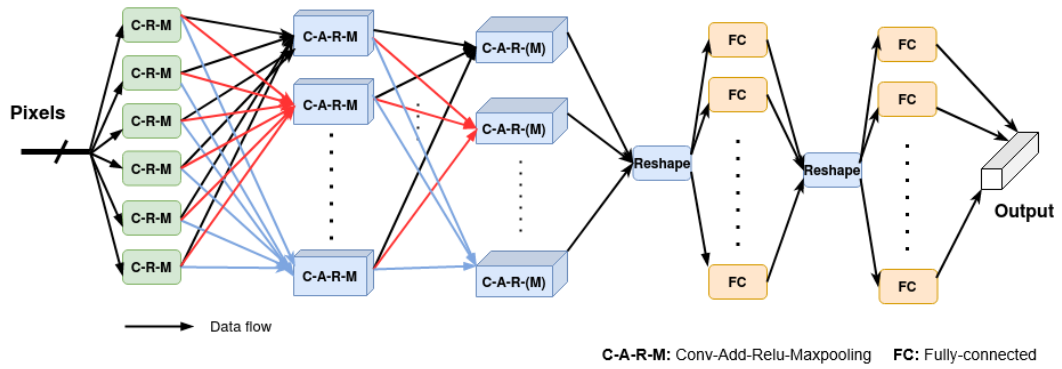 Pixels
C-R-M
C-R-M
C-R-M
C-R-M
C-R-M
C-R-M
C-A-R-M
C-A-R-M
C-A-R-M
C-A-R-(M)
C-A-R-(M)
C-A-R-(M)
Reshape
FC
FC
FC
Reshape
FC
FC
FC
Output
Data flow
C-A-R-M: Conv-Add-Relu-Maxpooling FC: Fully-connected